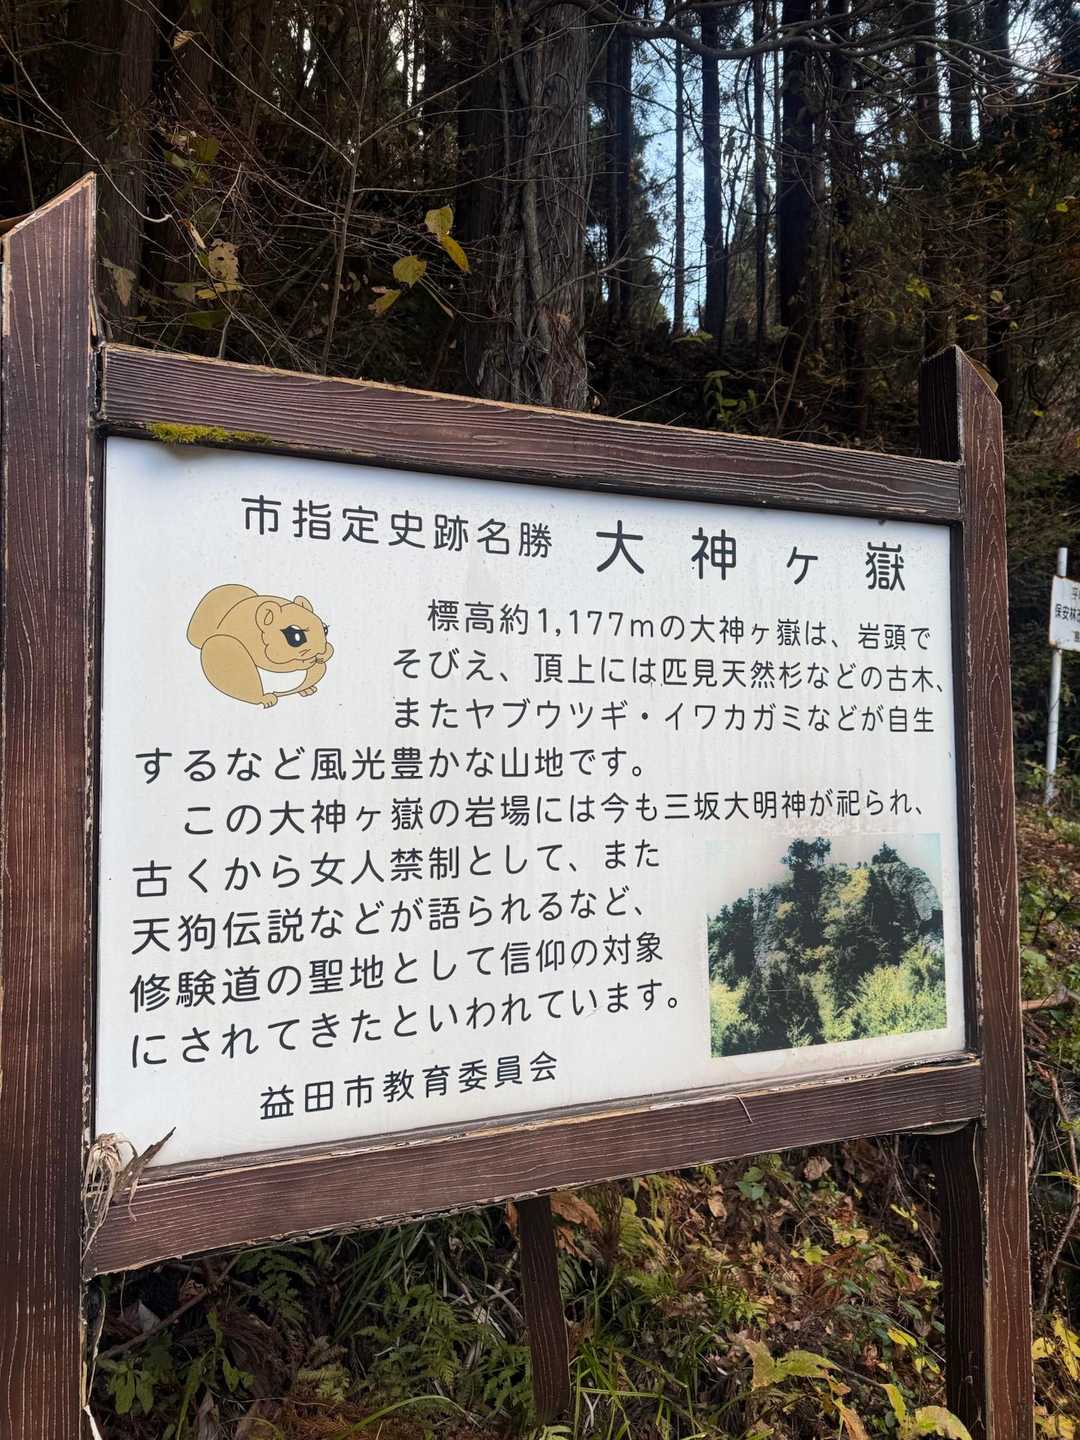 市指定史跡名勝 大神ヶ嶽
標高約1,177mの大神ヶ嶽は、岩頭で
そびえ、頂上には匹見天然杉などの古木、
またヤブウツギ・イワカガミなどが自生
するなど風光豊かな山地です。
この大神ヶ嶽の岩場には今も三坂大明神が祀られ、
古くから女人禁制として、また
天狗伝説などが語られるなど、
修験道の聖地として信仰の対象
にされてきたといわれています。
益田市教育委員会
保安林